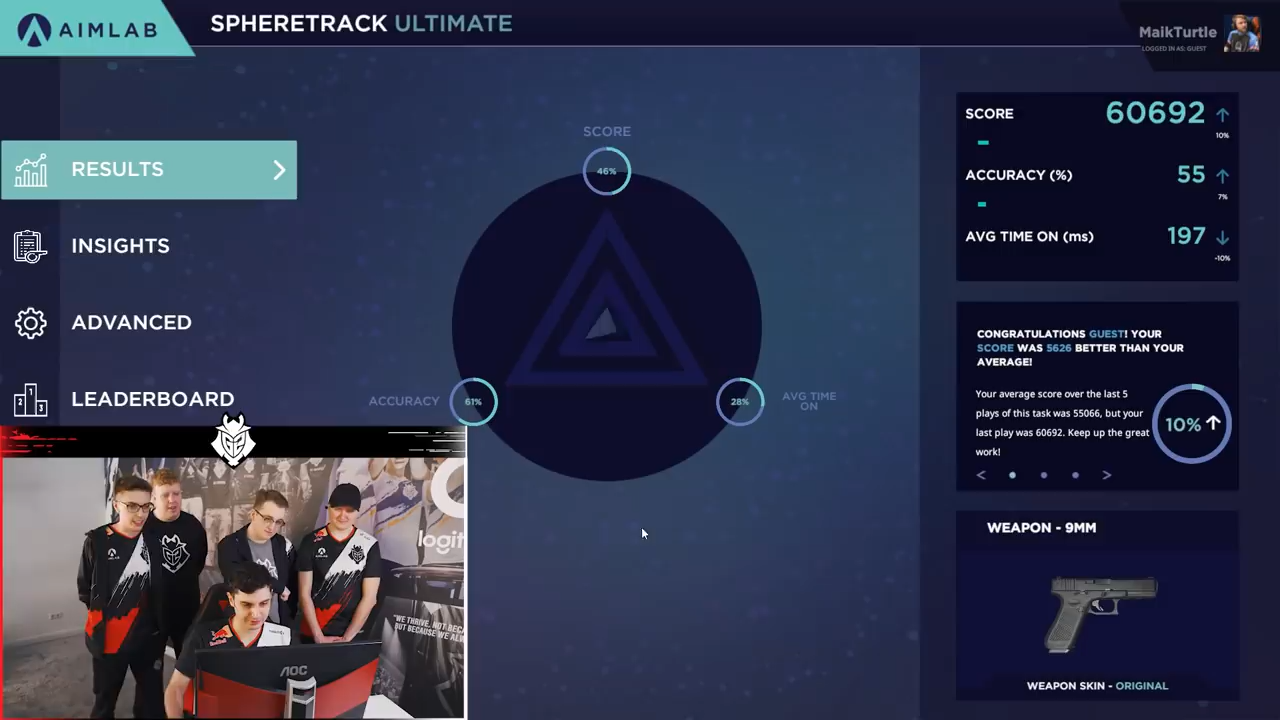 AIMLAB
SPHERETRACK ULTIMATE
MaikTurtle
LOGGED IN AS: GUEST
RESULTS
INSIGHTS
ADVANCED
LEADERBOARD
SCORE
46%
ACCURACY
61%
28%
AVG TIME
ON
SCORE 60692
10%
ACCURACY (%) 55
7%
AVG TIME ON (ms) 197
-10%
CONGRATULATIONS GUEST! YOUR
SCORE WAS 5626 BETTER THAN YOUR
AVERAGE!
Your average score over the last 5
plays of this task was 55066, but your
last play was 60692. Keep up the great
work!
10%
< >
WEAPON - 9MM
WEAPON SKIN - ORIGINAL
logit
"WE THRIVE, NOT BECA
BUT BECAUSE WE AL
AOC